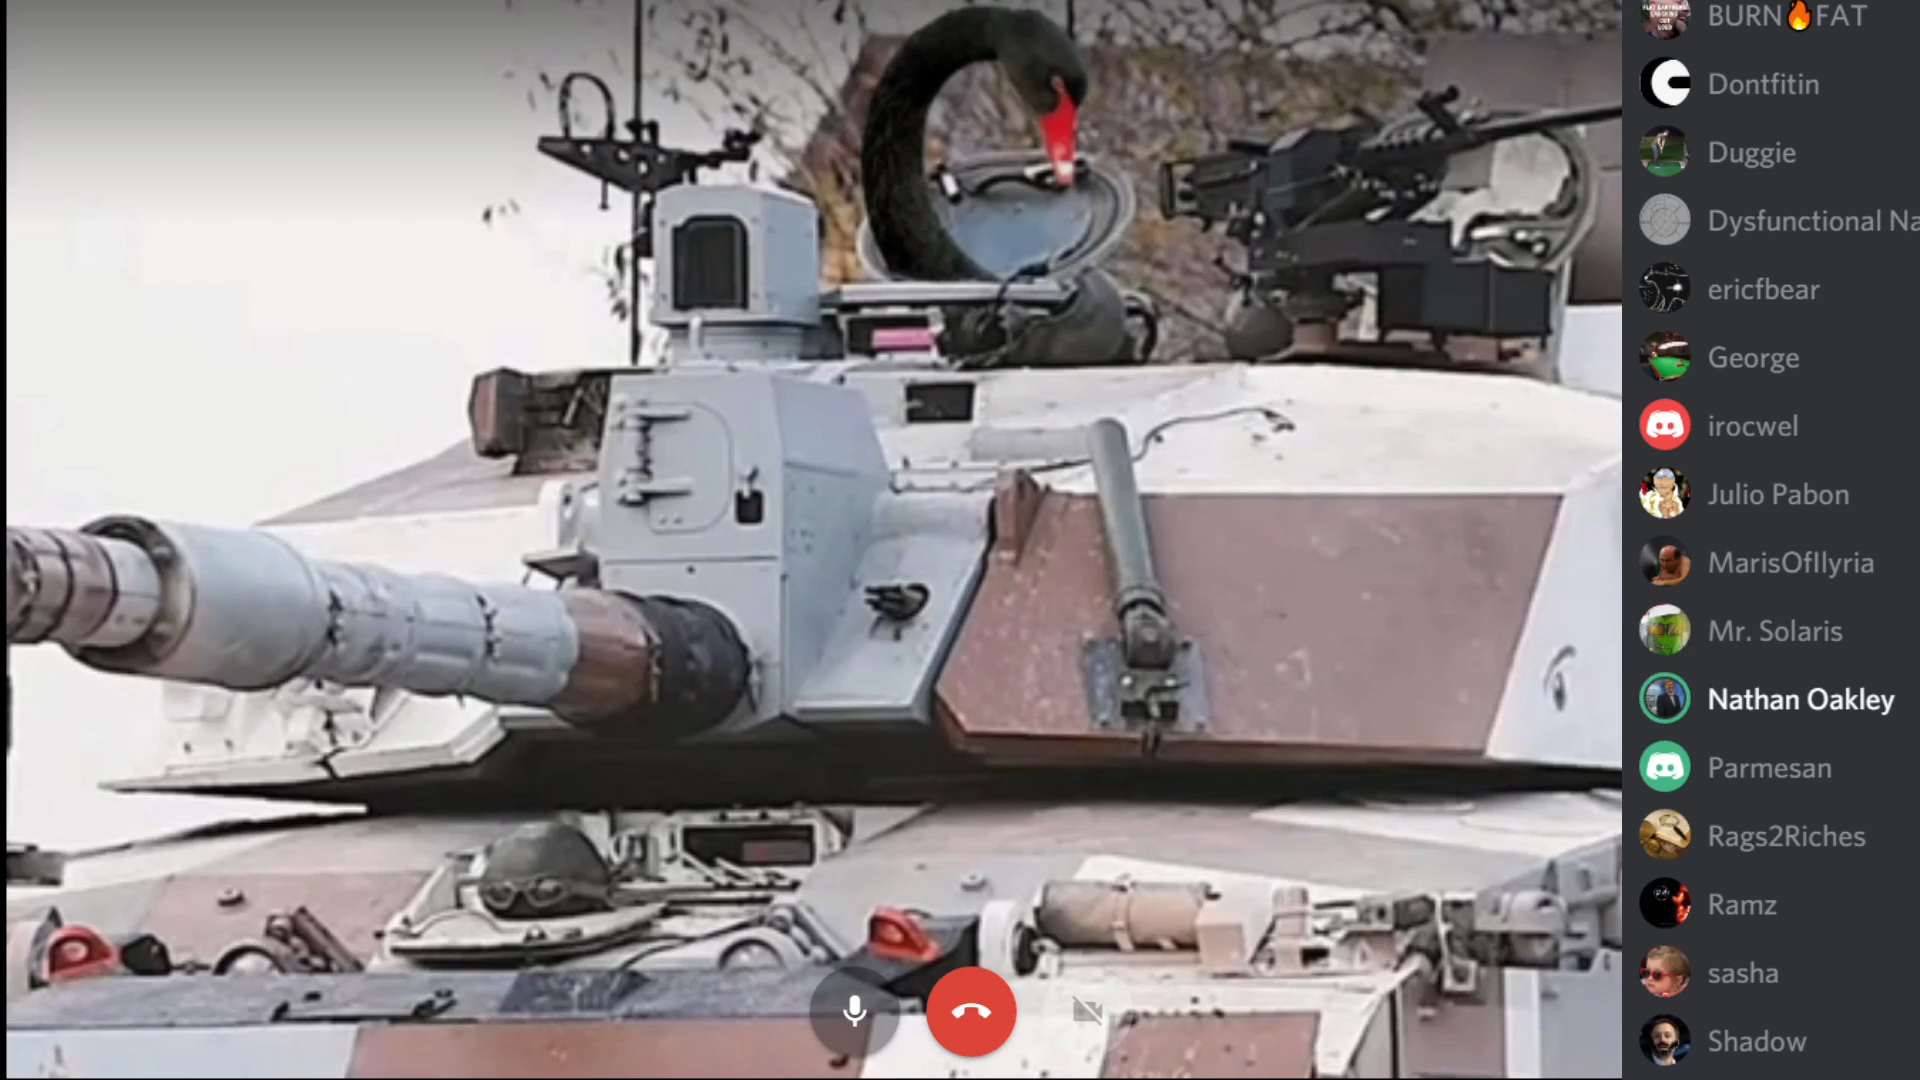 BURN🔥FAT
Dontfitin
Duggie
Dysfunctional Na
ericfbear
George
irocwel
Julio Pabon
MarisOfIllyria
Mr. Solaris
Nathan Oakley
Parmesan
Rags2Riches
Ramz
sasha
Shadow